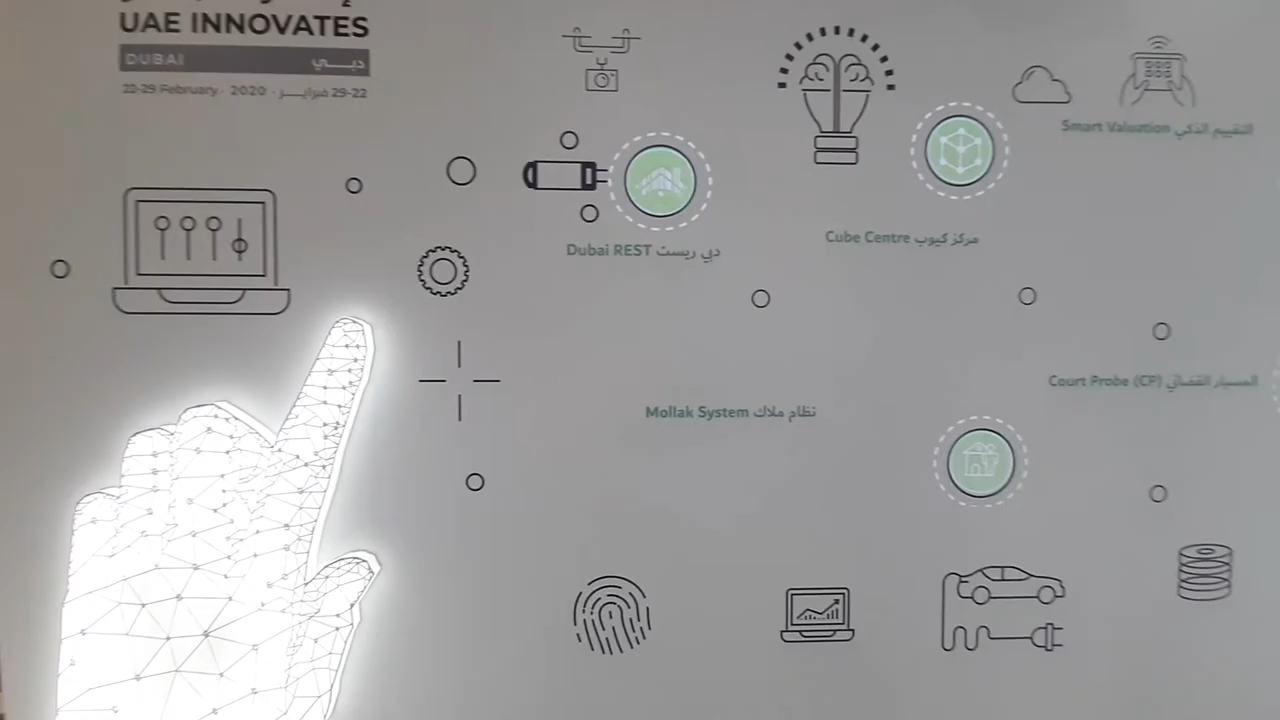 UAE INNOVATES
DUBAI دبي
22-29 February · 2020 · فبراير 22-29
Smart Valuation التقييم الذكي
Cube Centre مركز كيوب
Dubai REST دبي ريست
Court Probe (CP) المسبار القضائي
Mollak System نظام ملاك